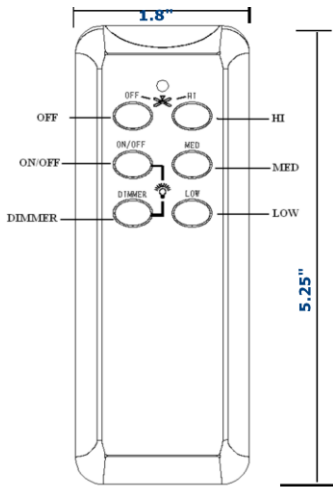 1.8"
OFF HI
OFF HI
ON/OFF MED
ON/OFF MED
DIMMER LOW
DIMMER LOW
5.25"